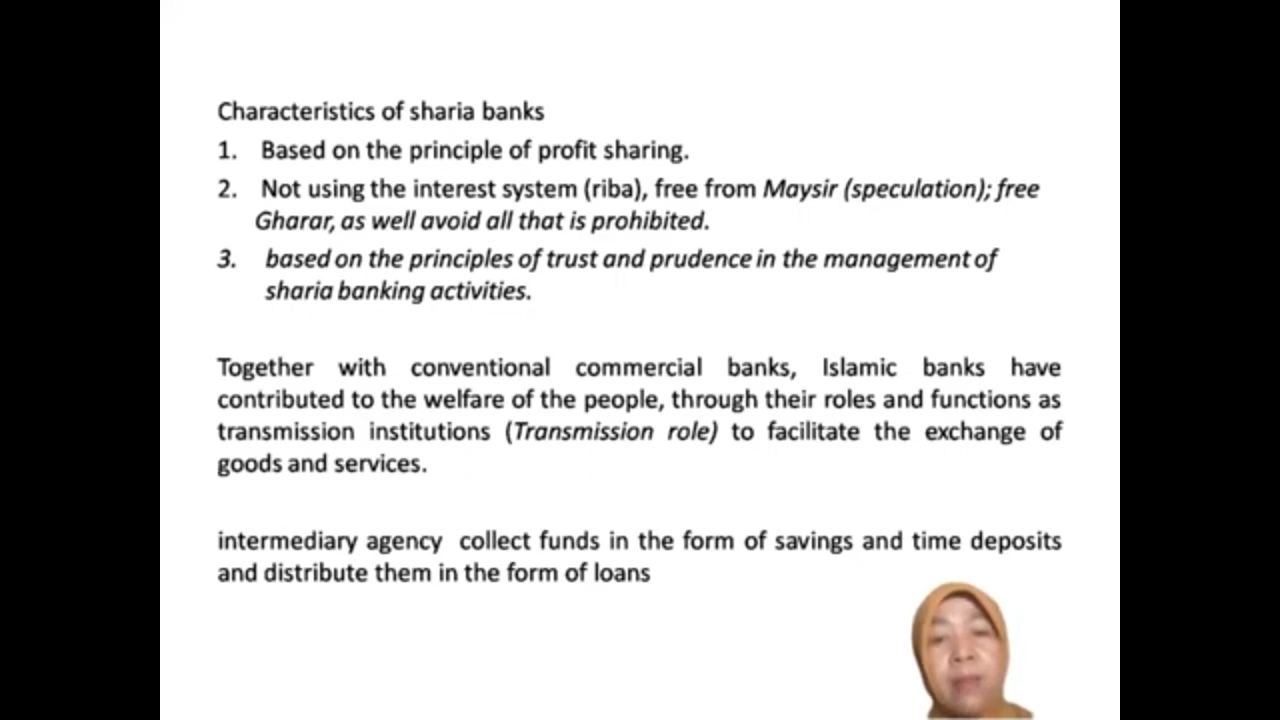 Characteristics of sharia banks
1. Based on the principle of profit sharing.
2. Not using the interest system (riba), free from Maysir (speculation); free
Gharar, as well avoid all that is prohibited.
3. based on the principles of trust and prudence in the management of
sharia banking activities.
Together with conventional commercial banks, Islamic banks have
contributed to the welfare of the people, through their roles and functions as
transmission institutions (Transmission role) to facilitate the exchange of
goods and services.
intermediary agency collect funds in the form of savings and time deposits
and distribute them in the form of loans